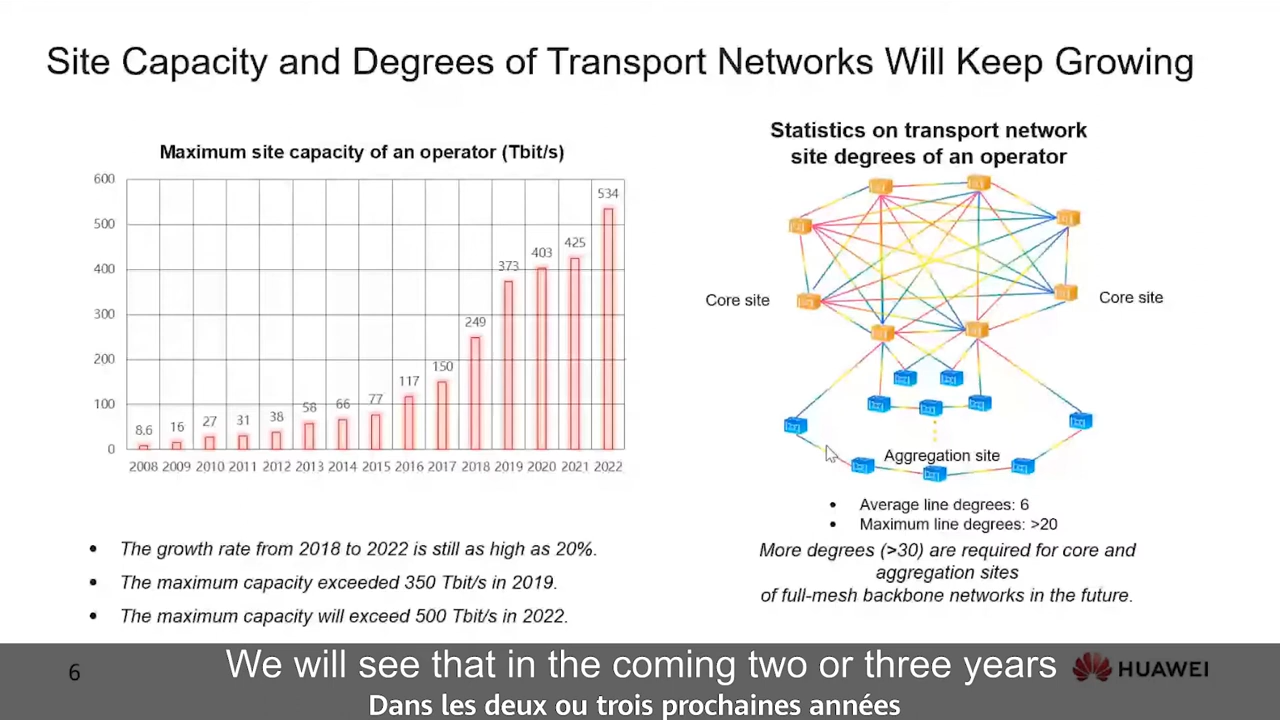 Site Capacity and Degrees of Transport Networks Will Keep Growing
Maximum site capacity of an operator (Tbit/s)
600
500
400
300
200
100
0
8.6
16
27
31
38
58
66
77
117
150
249
373
403
425
534
2008 2009 2010 2011 2012 2013 2014 2015 2016 2017 2018 2019 2020 2021 2022
• The growth rate from 2018 to 2022 is still as high as 20%.
• The maximum capacity exceeded 350 Tbit/s in 2019.
• The maximum capacity will exceed 500 Tbit/s in 2022.
Statistics on transport network
site degrees of an operator
Core site
Core site
Aggregation site
• Average line degrees: 6
• Maximum line degrees: >20
More degrees (>30) are required for core and
aggregation sites
of full-mesh backbone networks in the future.
6
We will see that in the coming two or three years
Dans les deux ou trois prochaines années
HUAWEI